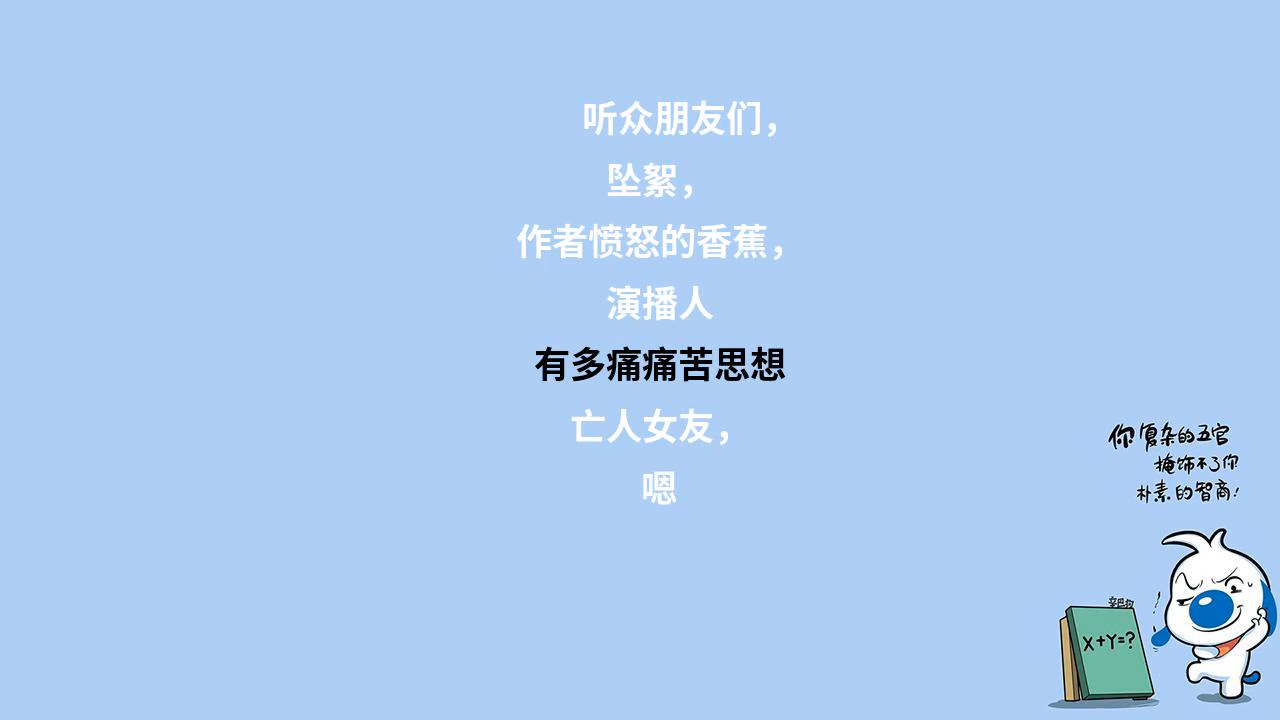 听众朋友们，
坠絮，
作者愤怒的香蕉，
演播人
有多痛痛苦思想
亡人女友，
嗯
你复杂的五官
掩饰不了你
朴素的智商！
X+Y=?